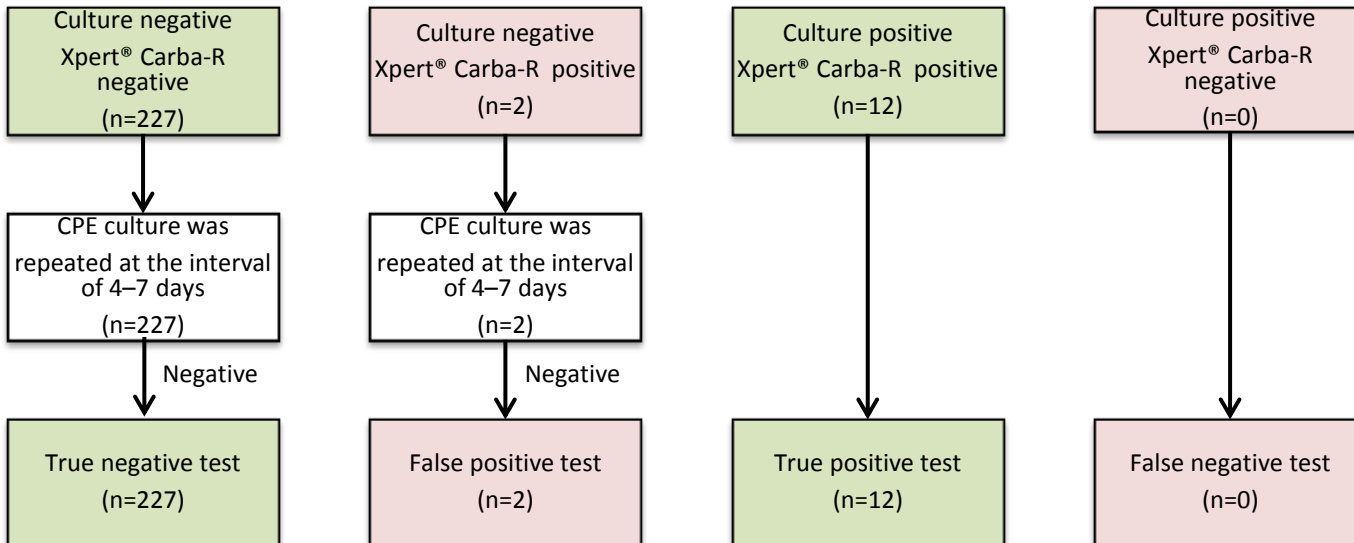 Culture negative
Xpert® Carba-R
negative
(n=227)
Culture negative
Xpert® Carba-R positive
(n=2)
Culture positive
Xpert® Carba-R positive
(n=12)
Culture positive
Xpert® Carba-R
negative
(n=0)
CPE culture was
repeated at the interval
of 4–7 days
(n=227)
CPE culture was
repeated at the interval
of 4–7 days
(n=2)
Negative
Negative
True negative test
(n=227)
False positive test
(n=2)
True positive test
(n=12)
False negative test
(n=0)